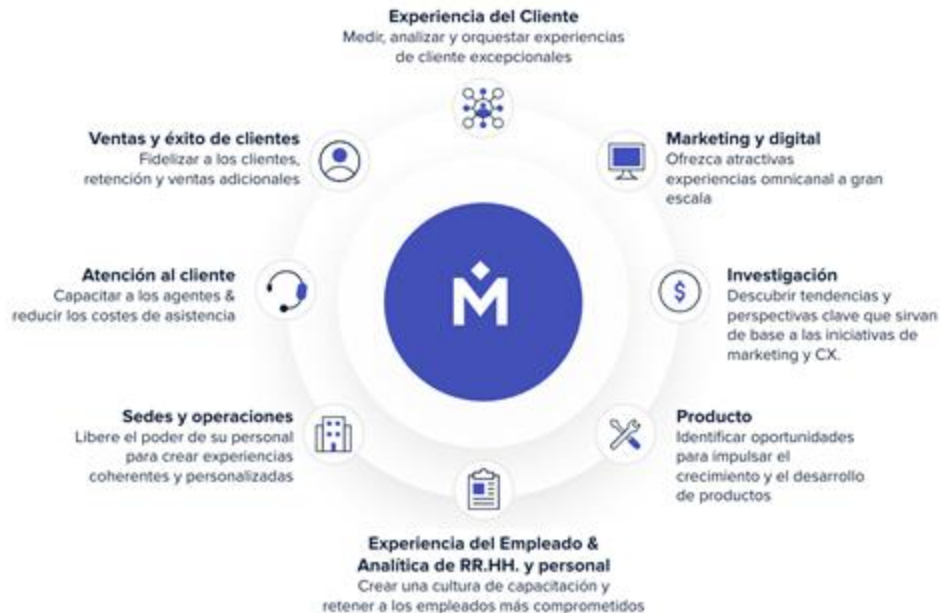 Experiencia del Cliente
Medir, analizar y orquestar experiencias
de cliente excepcionales
Ventas y éxito de clientes
Fidelizar a los clientes,
retención y ventas adicionales
Marketing y digital
Ofrezca atractivas
experiencias omnicanal a gran
escala
Atención al cliente
Capacitar a los agentes &
reducir los costes de asistencia
M
$
Investigación
Descubrir tendencias y
perspectivas clave que sirvan
de base a las iniciativas de
marketing y CX.
Sedes y operaciones
Libere el poder de su personal
para crear experiencias
coherentes y personalizadas
Producto
Identificar oportunidades
para impulsar el
crecimiento y el desarrollo
de productos
Experiencia del Empleado &
Analítica de RR.HH. y personal
Crear una cultura de capacitación y
retener a los empleados más comprometidos